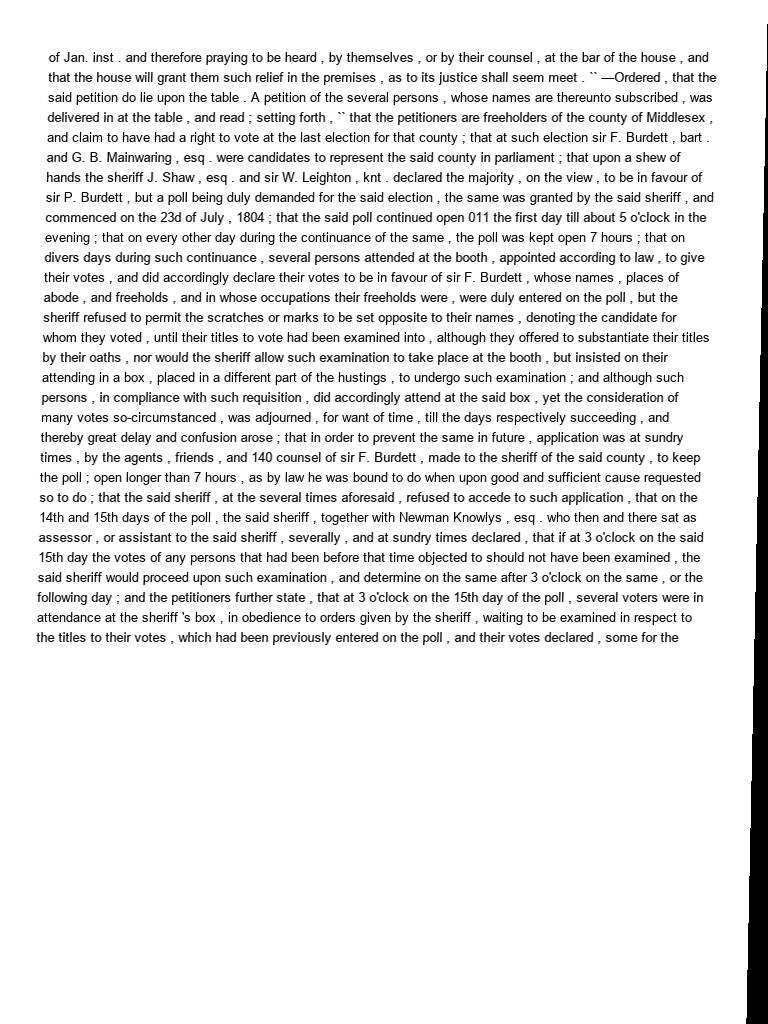 of Jan. inst . and therefore praying to be heard , by themselves , or by their counsel , at the bar of the house , and
that the house will grant them such relief in the premises , as to its justice shall seem meet . `` —Ordered , that the
said petition do lie upon the table . A petition of the several persons , whose names are thereunto subscribed , was
delivered in at the table , and read ; setting forth , `` that the petitioners are freeholders of the county of Middlesex ,
and claim to have had a right to vote at the last election for that county ; that at such election sir F. Burdett , bart .
and G. B. Mainwaring , esq . were candidates to represent the said county in parliament ; that upon a shew of
hands the sheriff J. Shaw , esq . and sir W. Leighton , knt . declared the majority , on the view , to be in favour of
sir P. Burdett , but a poll being duly demanded for the said election , the same was granted by the said sheriff , and
commenced on the 23d of July , 1804 ; that the said poll continued open 011 the first day till about 5 o'clock in the
evening ; that on every other day during the continuance of the same , the poll was kept open 7 hours ; that on
divers days during such continuance , several persons attended at the booth , appointed according to law , to give
their votes , and did accordingly declare their votes to be in favour of sir F. Burdett , whose names , places of
abode , and freeholds , and in whose occupations their freeholds were , were duly entered on the poll , but the
sheriff refused to permit the scratches or marks to be set opposite to their names , denoting the candidate for
whom they voted , until their titles to vote had been examined into , although they offered to substantiate their titles
by their oaths , nor would the sheriff allow such examination to take place at the booth , but insisted on their
attending in a box , placed in a different part of the hustings , to undergo such examination ; and although such
persons , in compliance with such requisition , did accordingly attend at the said box , yet the consideration of
many votes so-circumstanced , was adjourned , for want of time , till the days respectively succeeding , and
thereby great delay and confusion arose ; that in order to prevent the same in future , application was at sundry
times , by the agents , friends , and 140 counsel of sir F. Burdett , made to the sheriff of the said county , to keep
the poll ; open longer than 7 hours , as by law he was bound to do when upon good and sufficient cause requested
so to do ; that the said sheriff , at the several times aforesaid , refused to accede to such application , that on the
14th and 15th days of the poll , the said sheriff , together with Newman Knowlys , esq . who then and there sat as
assessor , or assistant to the said sheriff , severally , and at sundry times declared , that if at 3 o'clock on the said
15th day the votes of any persons that had been before that time objected to should not have been examined , the
said sheriff would proceed upon such examination , and determine on the same after 3 o'clock on the same , or the
following day ; and the petitioners further state , that at 3 o'clock on the 15th day of the poll , several voters were in
attendance at the sheriff 's box , in obedience to orders given by the sheriff , waiting to be examined in respect to
the titles to their votes , which had been previously entered on the poll , and their votes declared , some for the